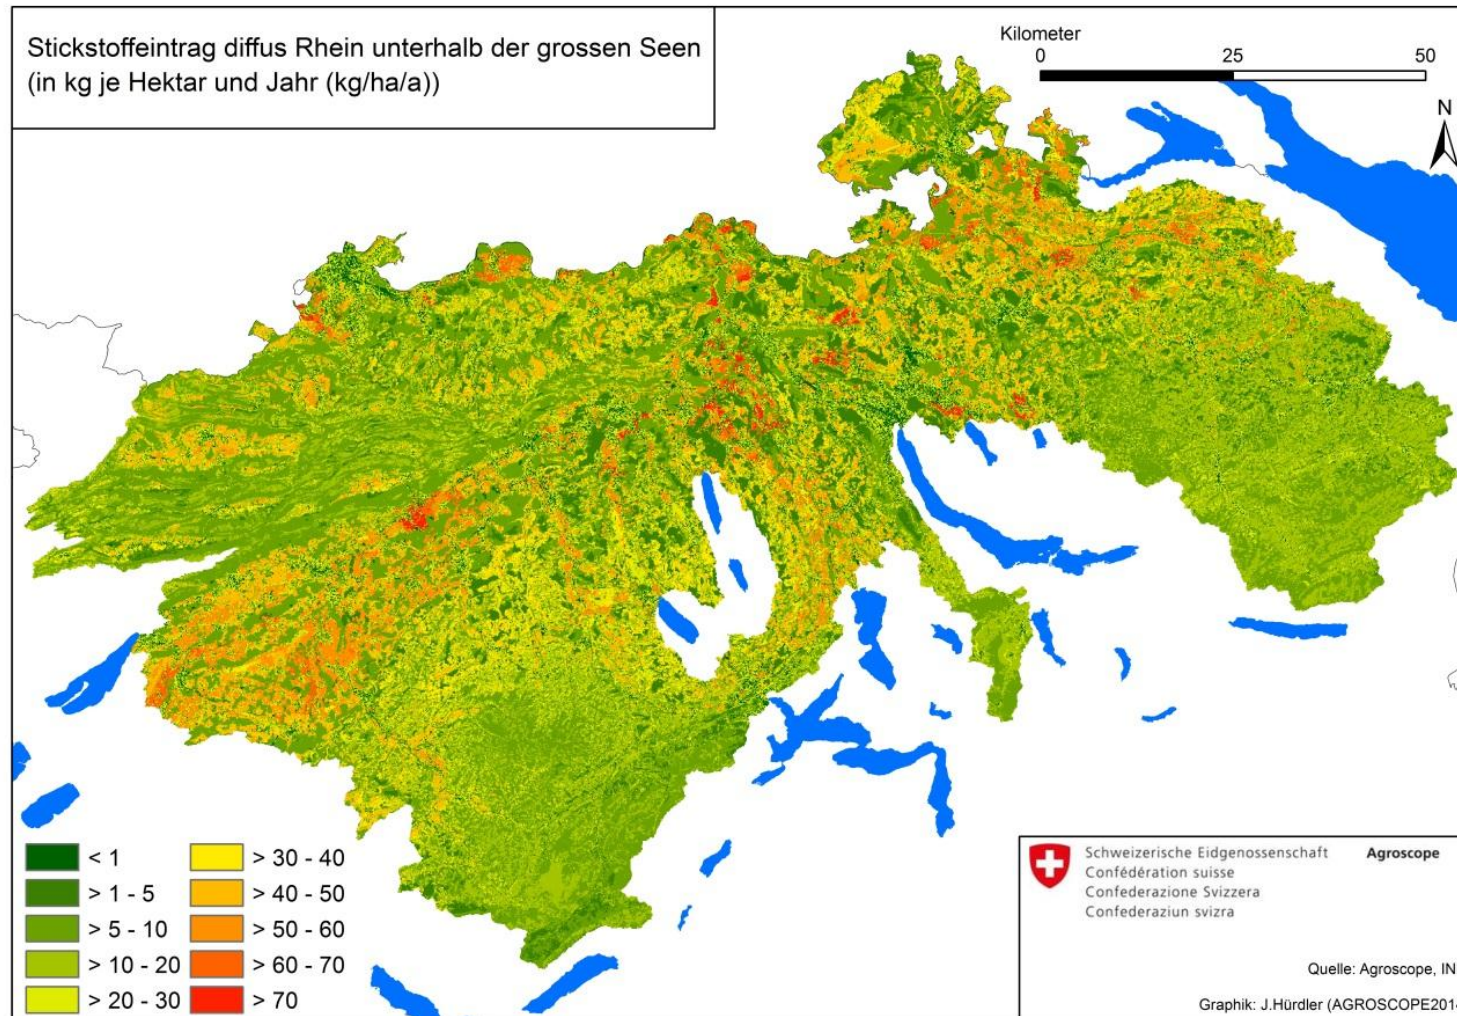 Stickstoffeintrag diffus Rhein unterhalb der grossen Seen
(in kg je Hektar und Jahr (kg/ha/a))
Kilometer
0 25 50
N
< 1
> 1 - 5
> 5 - 10
> 10 - 20
> 20 - 30
> 30 - 40
> 40 - 50
> 50 - 60
> 60 - 70
> 70
Schweizerische Eidgenossenschaft
Confédération suisse
Confederazione Svizzera
Confederaziun svizra
Agroscope
Quelle: Agroscope, IN
Graphik: J.Hürdler (AGROSCOPE201